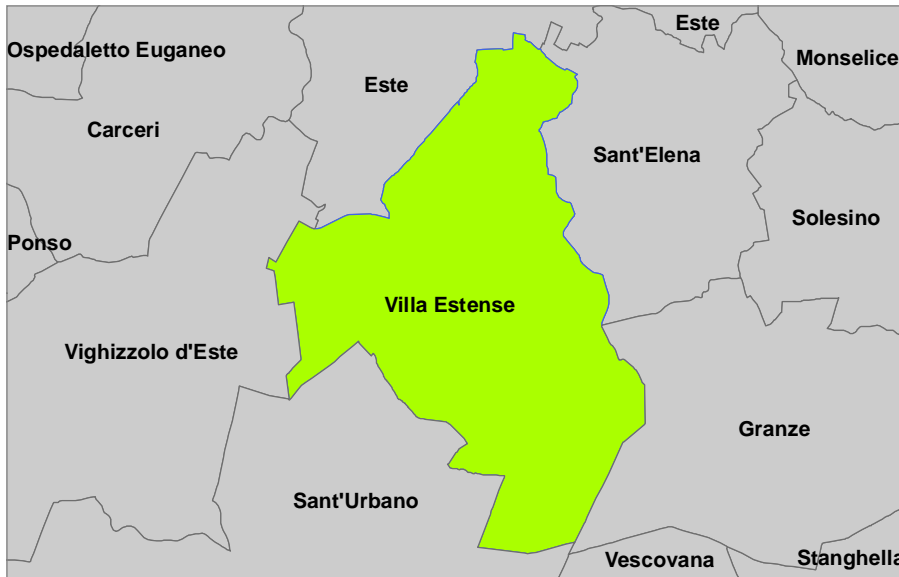 Este
Ospedaletto Euganeo
Monselice
Este
Carceri
Sant'Elena
Solesino
Ponso
Villa Estense
Vighizzolo d'Este
Granze
Sant'Urbano
Vescovana
Stanghella